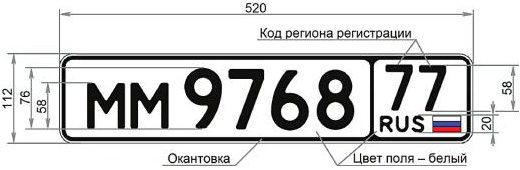 520
Код региона регистрации
112
76
58
ММ 9768
77
RUS
58
20
Окантовка
Цвет поля – белый